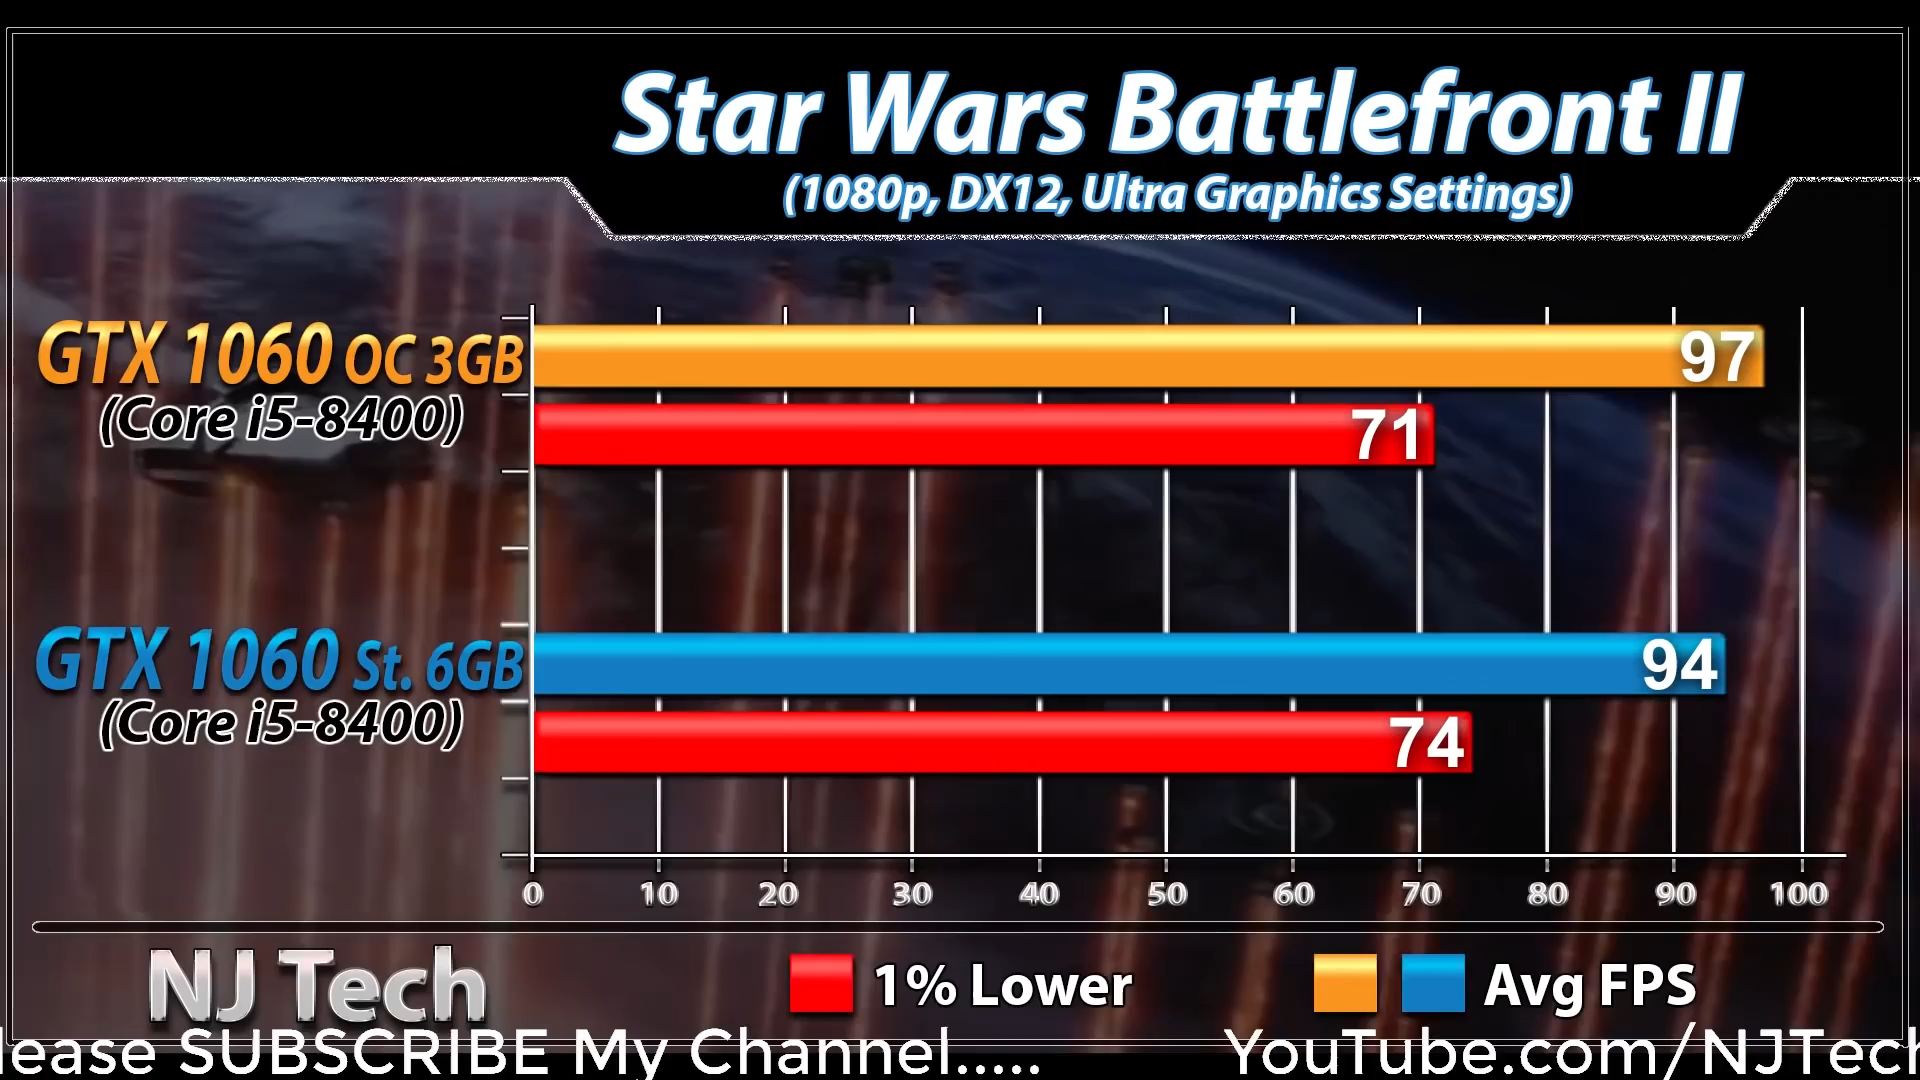 Star Wars Battlefront II
(1080p, DX12, Ultra Graphics Settings)
GTX 1060 OC 3GB
(Core i5-8400)
97
71
GTX 1060 St. 6GB
(Core i5-8400)
94
74
0 10 20 30 40 50 60 70 80 90 100
NJ Tech
1% Lower
Avg FPS
lease SUBSCRIBE My Channel..... YouTube.com/NJTech